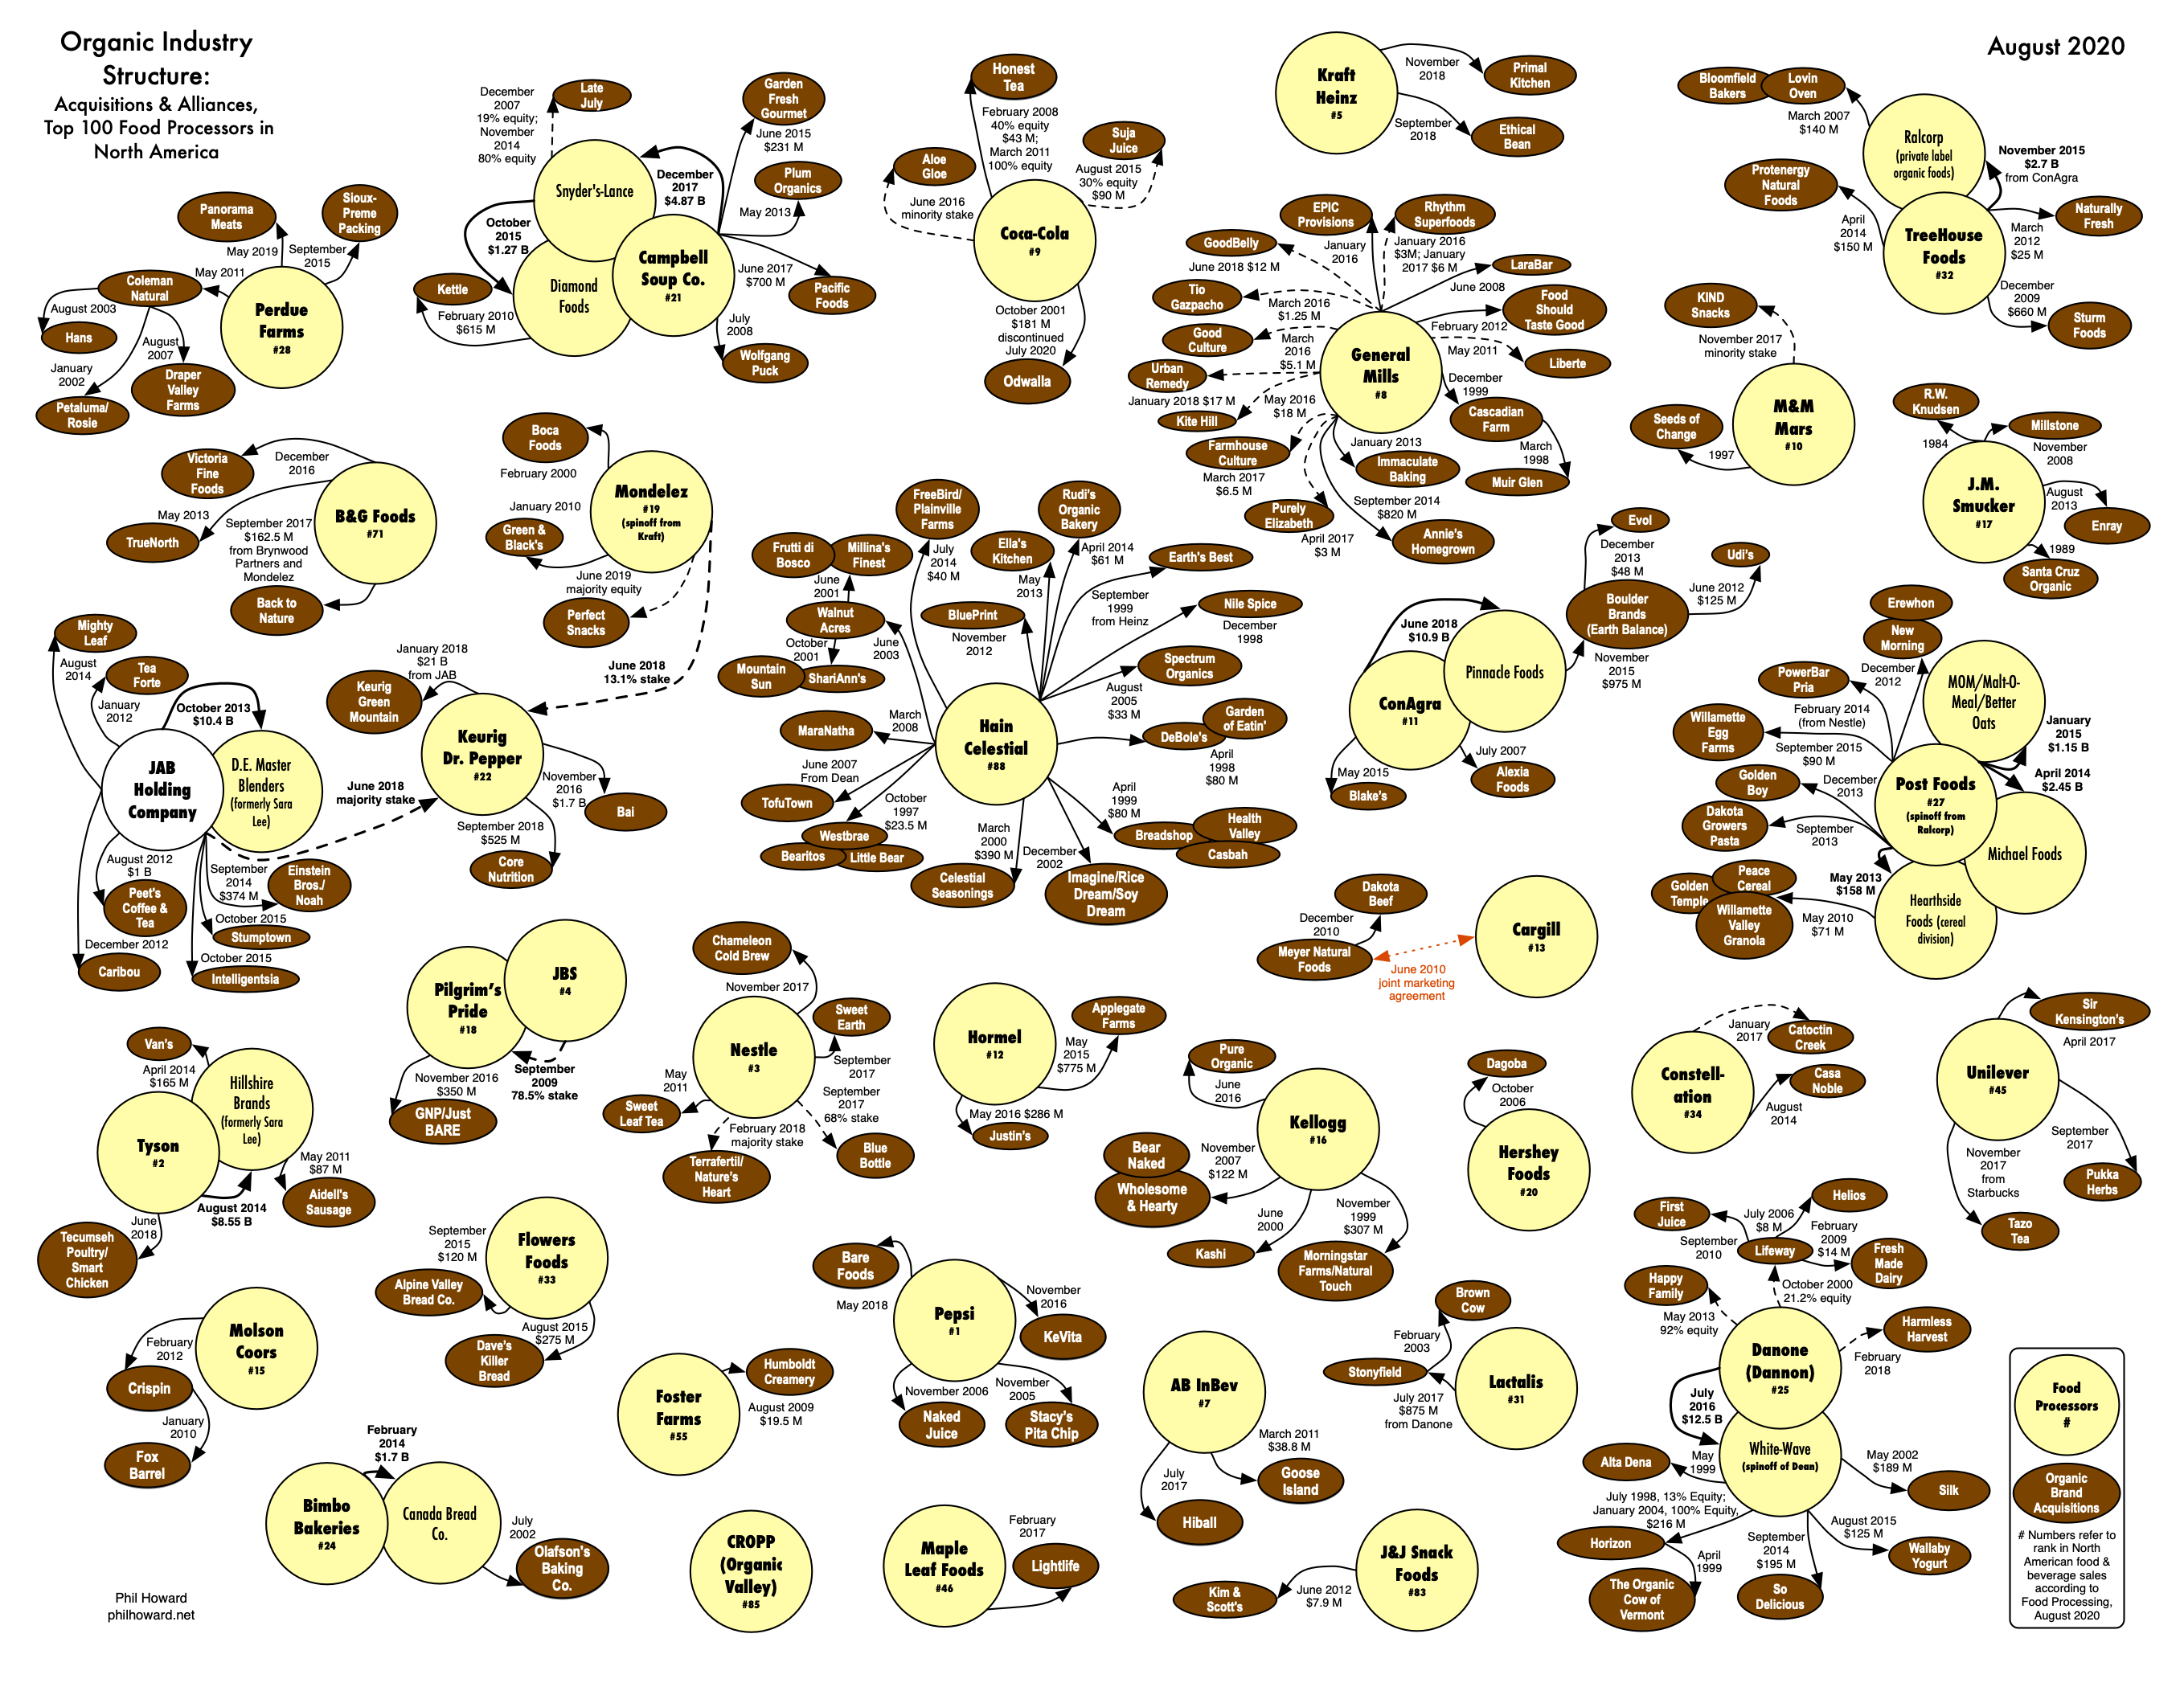 Organic Industry
Structure:
Acquisitions & Alliances,
Top 100 Food Processors in
North America
August 2020
Panorama
Meats
Sioux-
Preme
Packing
May 2019
September
2015
May 2011
Coleman
Natural
August 2003
Hans
August
2007
January
2002
Draper
Valley
Farms
Petaluma/
Rosie
Perdue
Farms
#28
December
2007
19% equity;
November
2014
80% equity
Late
July
Snyder's-Lance
December
2017
$4.87 B
October
2015
$1.27 B
Diamond
Foods
Campbell
Soup Co.
#21
Kettle
February 2010
$615 M
Garden
Fresh
Gourmet
June 2015
$231 M
Plum
Organics
May 2013
June 2017
$700 M
Pacific
Foods
July
2008
Wolfgang
Puck
Honest
Tea
February 2008
40% equity
$43 M;
March 2011
100% equity
Aloe
Gloe
June 2016
minority stake
Suja
Juice
August 2015
30% equity
$90 M
Coca-Cola
#9
October 2001
$181 M
discontinued
July 2020
Odwalla
Kraft
Heinz
#5
November
2018
Primal
Kitchen
September
2018
Ethical
Bean
EPIC
Provisions
January
2016
Rhythm
Superfoods
January 2016
$3M; January
2017 $6 M
GoodBelly
June 2018 $12 M
Tio
Gazpacho
March 2016
$1.25 M
Good
Culture
March
2016
$5.1 M
Urban
Remedy
January 2018 $17 M
Kite Hill
May 2016
$18 M
Farmhouse
Culture
March 2017
$6.5 M
Purely
Elizabeth
April 2017
$3 M
General
Mills
#8
LaraBar
June 2008
Food
Should
Taste Good
February 2012
May 2011
Liberte
December
1999
Cascadian
Farm
March
1998
Muir Glen
January 2013
Immaculate
Baking
September 2014
$820 M
Annie's
Homegrown
Bloomfield
Bakers
Lovin
Oven
March 2007
$140 M
Ralcorp
(private label
organic foods)
November 2015
$2.7 B
from ConAgra
Protenergy
Natural
Foods
April
2014
$150 M
TreeHouse
Foods
#32
Naturally
Fresh
March
2012
$25 M
December
2009
$660 M
Sturm
Foods
KIND
Snacks
November 2017
minority stake
M&M
Mars
#10
Seeds of
Change
1997
R.W.
Knudsen
1984
Millstone
November
2008
J.M.
Smucker
#17
August
2013
Enray
1989
Santa Cruz
Organic
Victoria
Fine
Foods
December
2016
B&G Foods
#71
May 2013
TrueNorth
September 2017
$162.5 M
from Brynwood
Partners and
Mondelez
Back to
Nature
Boca
Foods
February 2000
Mondelez
#19
(spinoff from
Kraft)
January 2010
Green &
Black's
June 2019
majority equity
Perfect
Snacks
June 2018
13.1% stake
FreeBird/
Plainville
Farms
July
2014
$40 M
Frutti di
Bosco
Millina's
Finest
June
2001
Walnut
Acres
October
2001
June
2003
Mountain
Sun
ShariAnn's
BluePrint
November
2012
Ella's
Kitchen
May
2013
Rudi's
Organic
Bakery
April 2014
$61 M
Earth's Best
September
1999
from Heinz
Nile Spice
December
1998
Spectrum
Organics
August
2005
$33 M
DeBole's
Garden
of Eatin'
April
1998
$80 M
Hain
Celestial
#88
MaraNatha
March
2008
June 2007
From Dean
TofuTown
October
1997
$23.5 M
Westbrae
Bearitos
Little Bear
March
2000
$390 M
Celestial
Seasonings
December
2002
Imagine/Rice
Dream/Soy
Dream
April
1999
$80 M
Breadshop
Health
Valley
Casbah
Evol
December
2013
$48 M
Udi's
June 2012
$125 M
Boulder
Brands
(Earth Balance)
November
2015
$975 M
June 2018
$10.9 B
Pinnacle Foods
ConAgra
#11
May 2015
Blake's
July 2007
Alexia
Foods
Erewhon
New
Morning
December
2012
PowerBar
Pria
February 2014
(from Nestle)
Willamette
Egg
Farms
September 2015
$90 M
Golden
Boy
December
2013
Dakota
Growers
Pasta
September
2013
MOM/Malt-O-
Meal/Better
Oats
January
2015
$1.15 B
April 2014
$2.45 B
Post Foods
#27
(spinoff from
Ralcorp)
Michael Foods
May 2013
$158 M
Hearthside
Foods (cereal
division)
Peace
Cereal
Golden
Temple
Willamette
Valley
Granola
May 2010
$71 M
Mighty
Leaf
August
2014
Tea
Forte
January
2012
October 2013
$10.4 B
JAB
Holding
Company
D.E. Master
Blenders
(formerly Sara
Lee)
June 2018
majority stake
August 2012
$1 B
Peet's
Coffee &
Tea
December 2012
Caribou
September
2014
$374 M
Einstein
Bros./
Noah
October 2015
Stumptown
October 2015
Intelligentsia
January 2018
$21 B
from JAB
Keurig
Green
Mountain
Keurig
Dr. Pepper
#22
November
2016
$1.7 B
Bai
September 2018
$525 M
Core
Nutrition
Dakota
Beef
December
2010
Meyer Natural
Foods
June 2010
joint marketing
agreement
Cargill
#13
Pilgrim's
Pride
#18
JBS
#4
November 2016
$350 M
GNP/Just
BARE
September
2009
78.5% stake
Chameleon
Cold Brew
November 2017
Nestle
#3
Sweet
Earth
September
2017
May
2011
Sweet
Leaf Tea
February 2018
majority stake
Terrafertil/
Nature's
Heart
September
2017
68% stake
Blue
Bottle
Hormel
#12
Applegate
Farms
May
2015
$775 M
May 2016 $286 M
Justin's
Pure
Organic
June
2016
Kellogg
#16
Bear
Naked
Wholesome
& Hearty
November
2007
$122 M
June
2000
Kashi
November
1999
$307 M
Morningstar
Farms/Natural
Touch
Dagoba
October
2006
Hershey
Foods
#20
January
2017
Catoctin
Creek
Constell-
ation
#34
Casa
Noble
August
2014
Sir
Kensington's
April 2017
Unilever
#45
September
2017
Pukka
Herbs
November
2017
from
Starbucks
Tazo
Tea
Van's
April 2014
$165 M
Hillshire
Brands
(formerly Sara
Lee)
Tyson
#2
August 2014
$8.55 B
May 2011
$87 M
Aidell's
Sausage
June
2018
Tecumseh
Poultry/
Smart
Chicken
Flowers
Foods
#33
September
2015
$120 M
Alpine Valley
Bread Co.
August 2015
$275 M
Dave's
Killer
Bread
Bare
Foods
May 2018
Pepsi
#1
November
2016
KeVita
November 2006
Naked
Juice
November
2005
Stacy's
Pita Chip
Brown
Cow
February
2003
Stonyfield
July 2017
$875 M
from Danone
Lactalis
#31
First
Juice
September
2010
July 2006
$8 M
Helios
Lifeway
February
2009
$14 M
Fresh
Made
Dairy
October 2000
21.2% equity
Happy
Family
May 2013
92% equity
Harmless
Harvest
February
2018
Danone
(Dannon)
#25
July
2016
$12.5 B
White-Wave
(spinoff of Dean)
Alta Dena
May
1999
May 2002
$189 M
Silk
July 1998, 13% Equity;
January 2004, 100% Equity,
$216 M
Horizon
April
1999
The Organic
Cow of
Vermont
September
2014
$195 M
So
Delicious
August 2015
$125 M
Wallaby
Yogurt
Molson
Coors
#15
February
2012
Crispin
January
2010
Fox
Barrel
Foster
Farms
#55
Humboldt
Creamery
August 2009
$19.5 M
AB InBev
#7
March 2011
$38.8 M
Goose
Island
July
2017
Hiball
February
2014
$1.7 B
Bimbo
Bakeries
#24
Canada Bread
Co.
July
2002
Olafson's
Baking
Co.
CROPP
(Organic
Valley)
#85
Maple
Leaf Foods
#46
February
2017
Lightlife
J&J Snack
Foods
#83
June 2012
$7.9 M
Kim &
Scott's
Food
Processors
#
Organic
Brand
Acquisitions
# Numbers refer to
rank in North
American food &
beverage sales
according to
Food Processing,
August 2020
Phil Howard
philhoward.net